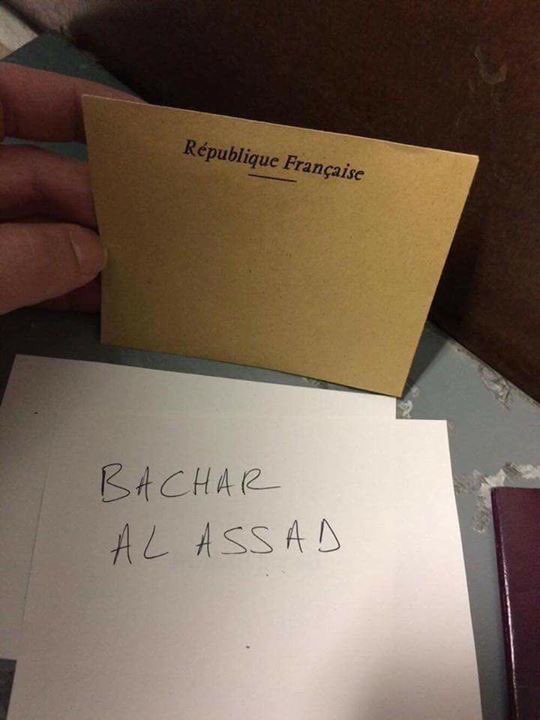 République Française
BACHAR
AL ASSAD